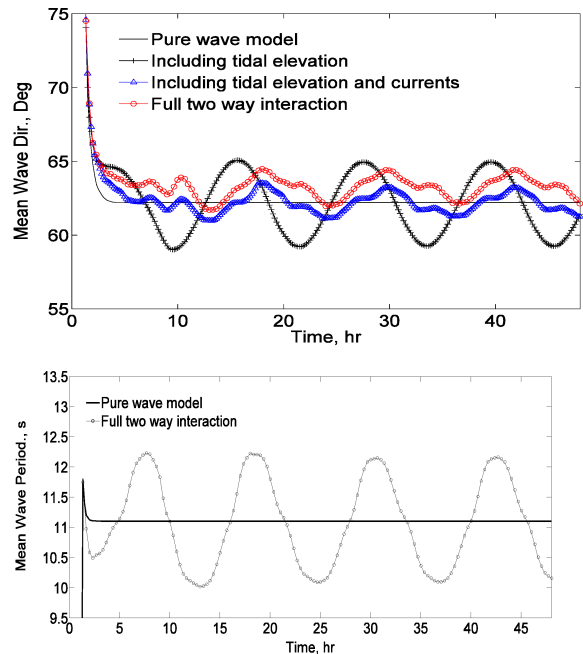 75
Pure wave model
Including tidal elevation
Including tidal elevation and currents
Full two way interaction
70
65
60
55
Mean Wave Dir., Deg
0 10 20 30 40
Time, hr
13.5
13
12.5
12
11.5
11
10.5
10
9.5
Pure wave model
Full two way interaction
Mean Wave Period., s
0 5 10 15 20 25 30 35 40 45
Time, hr